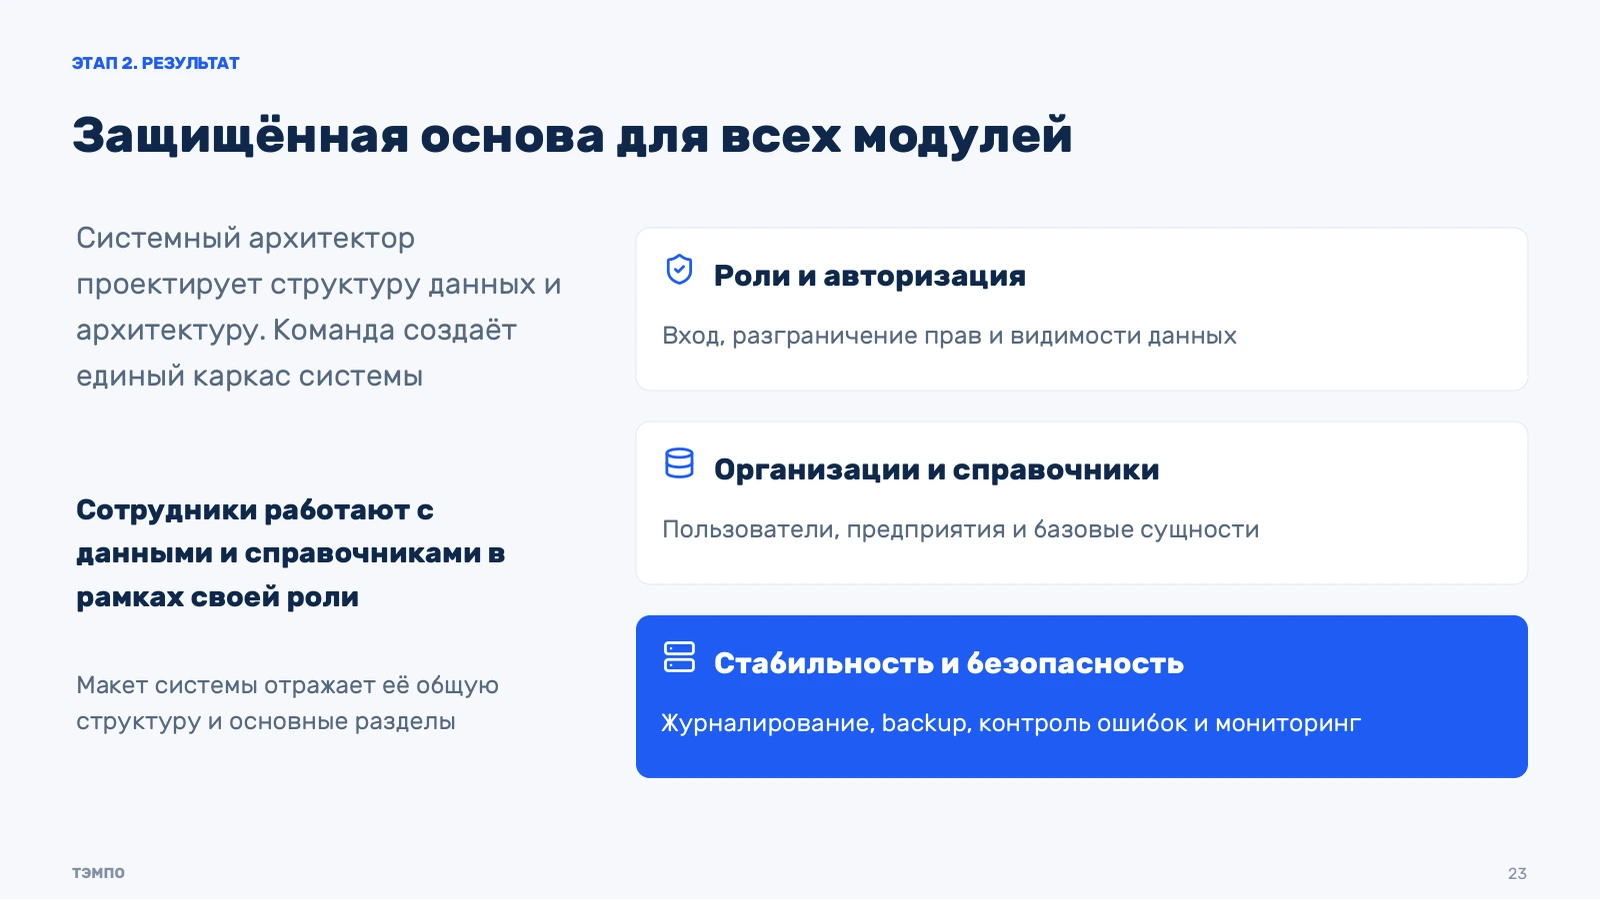 ЭТАП 2. РЕЗУЛЬТАТ
Защищённая основа для всех модулей
Системный архитектор
проектирует структуру данных и
архитектуру. Команда создаёт
единый каркас системы
Сотрудники работают с
данными и справочниками в
рамках своей роли
Макет системы отражает её общую
структуру и основные разделы
Роли и авторизация
Вход, разграничение прав и видимости данных
Организации и справочники
Пользователи, предприятия и базовые сущности
Стабильность и безопасность
Журналирование, backup, контроль ошибок и мониторинг
ТЭМПО
23